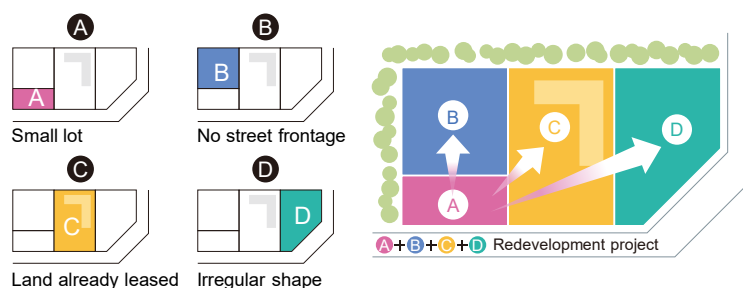 A
B
A
B
Small lot
No street frontage
C
D
C
D
Land already leased
Irregular shape
B
C
D
A
A+B+C+D Redevelopment project